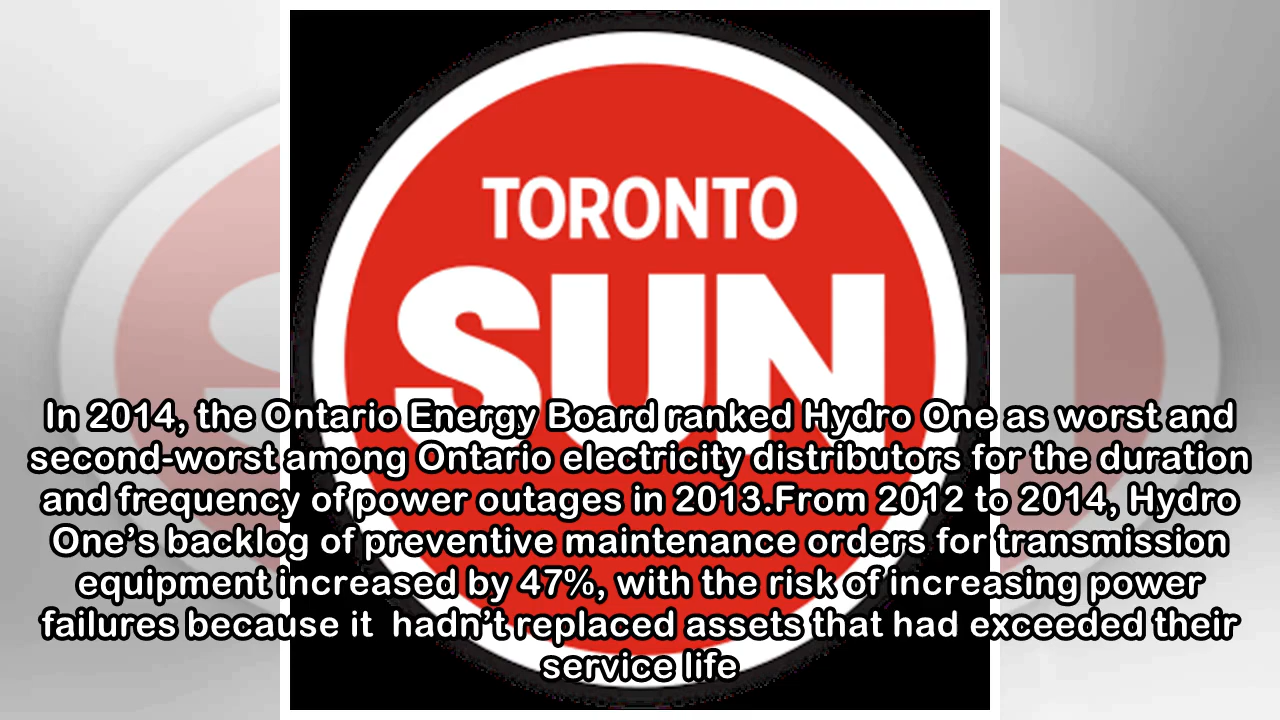 TORONTO
SUN
In 2014, the Ontario Energy Board ranked Hydro One as worst and
second-worst among Ontario electricity distributors for the duration
and frequency of power outages in 2013.From 2012 to 2014, Hydro
One’s backlog of preventive maintenance orders for transmission
equipment increased by 47%, with the risk of increasing power
failures because it  hadn’t replaced assets that had exceeded their
service life